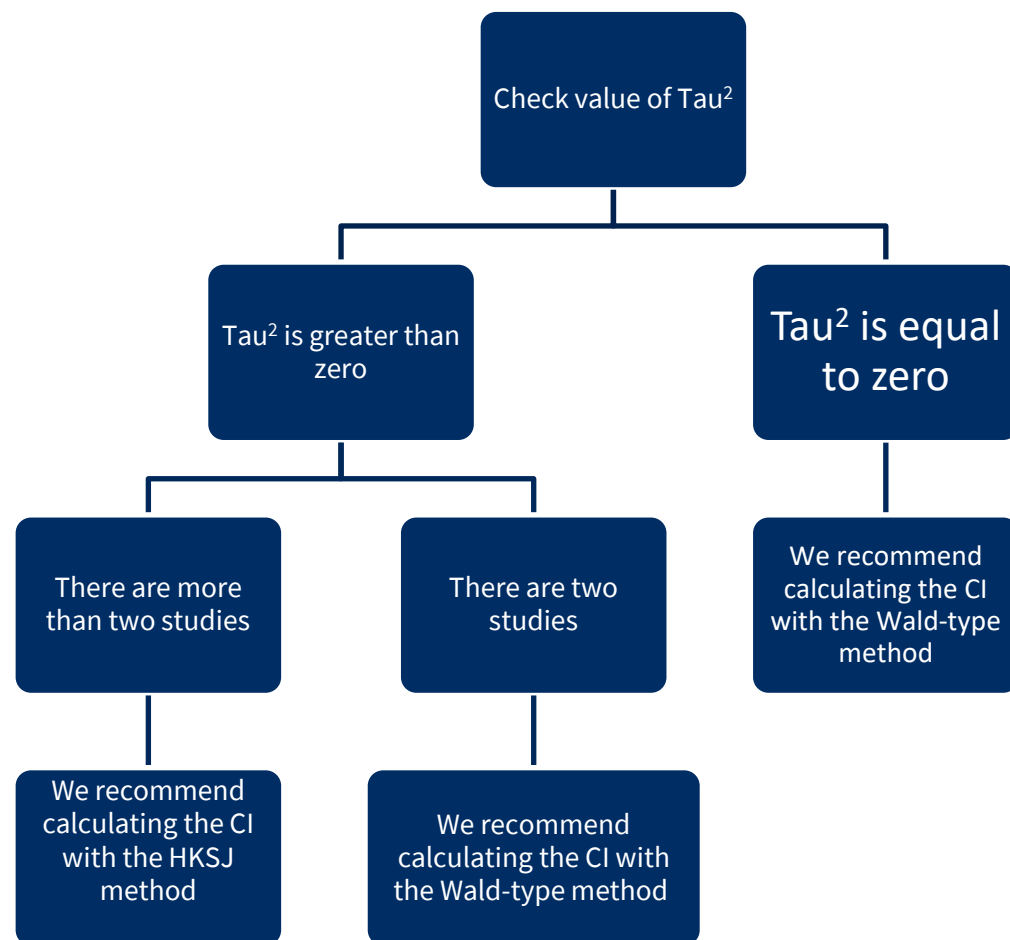 Check value of Tau²
Tau² is greater than
zero
Tau² is equal
to zero
There are more
than two studies
There are two
studies
We recommend
calculating the CI
with the Wald-type
method
We recommend
calculating the CI
with the HKSJ
method
We recommend
calculating the CI with
the Wald-type method